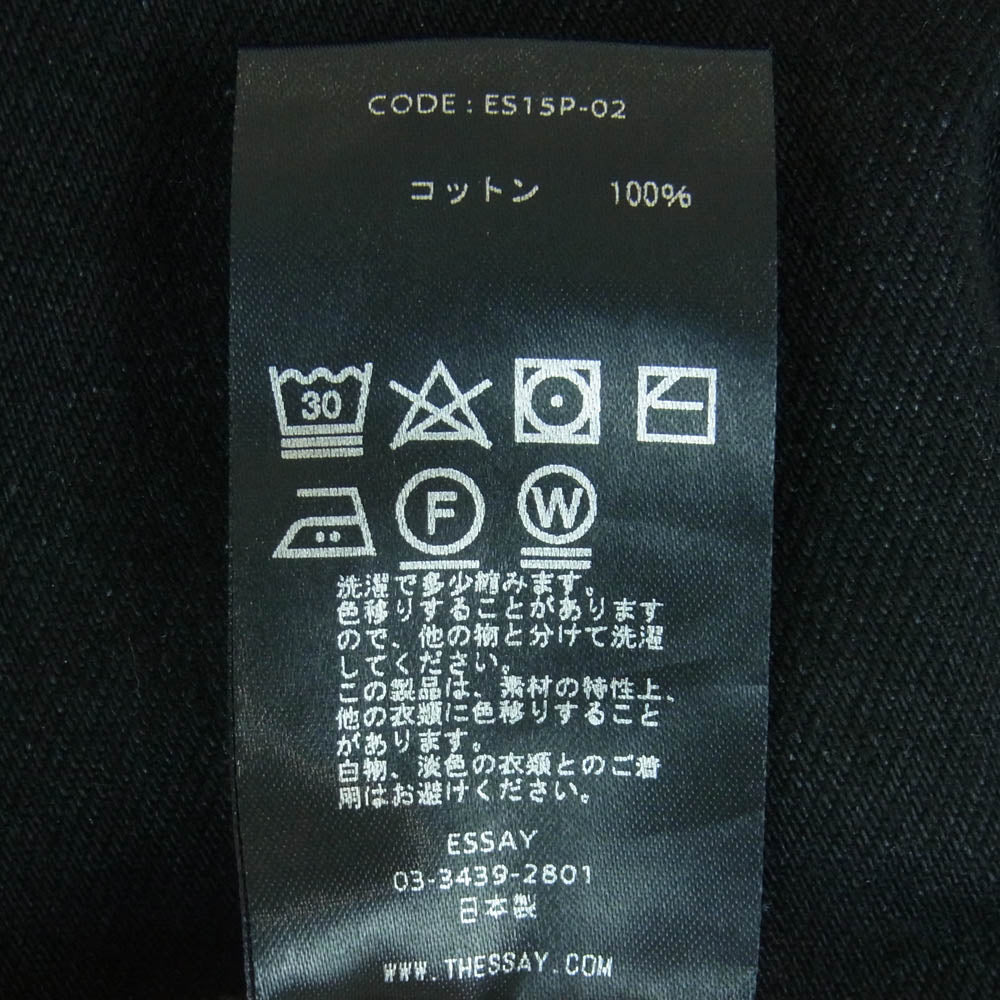 CODE : ES15P-02
コットン 100%
30
F W
洗濯で多少縮みます。
色移りすることがあります
ので、他の物と分けて洗濯
してください。
この製品は、素材の特性上、
他の衣類に色移りすること
があります。
白物、淡色の衣類とのご着
用はお避けください。
ESSAY
03-3439-2801
日本製
WWW.THESSAY.COM